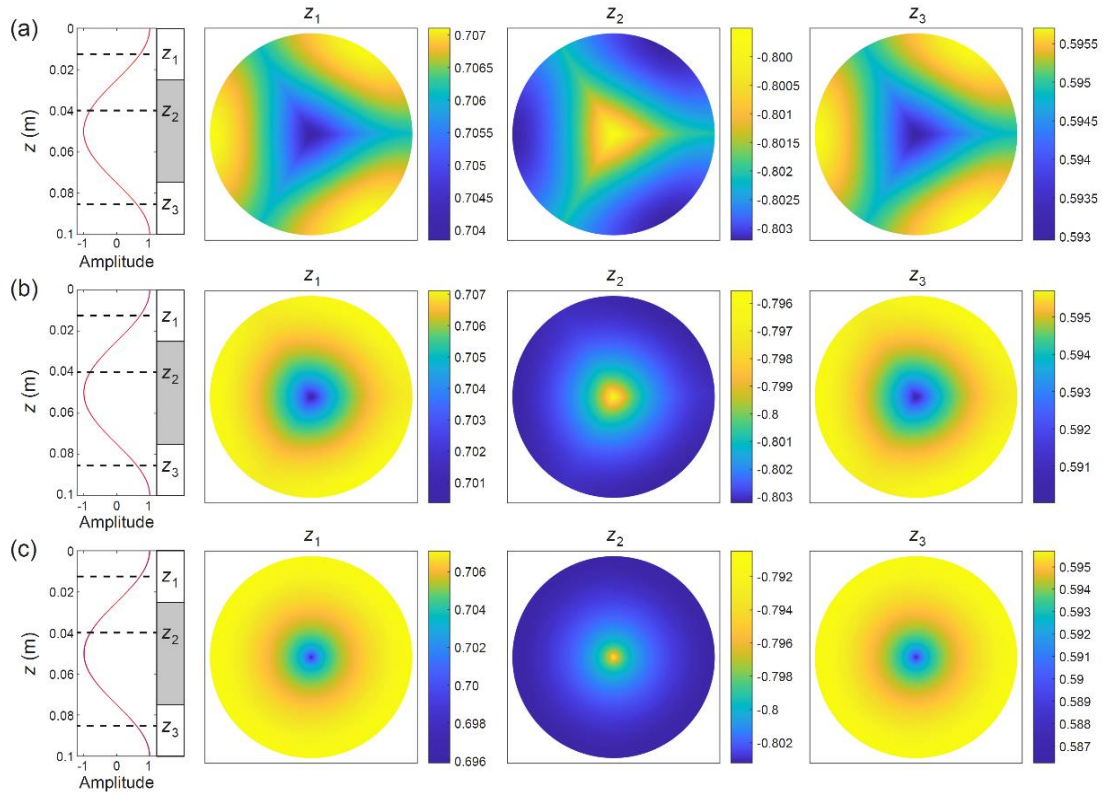 (a)
0
0.02
0.04
0.06
0.08
0.1
z (m)
-1 0 1
Amplitude
z1
z2
z3
z1
0.707
0.7065
0.706
0.7055
0.705
0.7045
0.704
z2
-0.800
-0.8005
-0.801
-0.8015
-0.802
-0.8025
-0.803
z3
0.5955
0.595
0.5945
0.594
0.5935
0.593
(b)
0
0.02
0.04
0.06
0.08
0.1
z (m)
-1 0 1
Amplitude
z1
z2
z3
z1
0.707
0.706
0.705
0.704
0.703
0.702
0.701
z2
-0.796
-0.797
-0.798
-0.799
-0.8
-0.801
-0.802
-0.803
z3
0.595
0.594
0.593
0.592
0.591
(c)
0
0.02
0.04
0.06
0.08
0.1
z (m)
-1 0 1
Amplitude
z1
z2
z3
z1
0.706
0.704
0.702
0.70
0.698
0.696
z2
-0.792
-0.794
-0.796
-0.798
-0.8
-0.802
z3
0.595
0.594
0.593
0.592
0.591
0.59
0.589
0.588
0.587